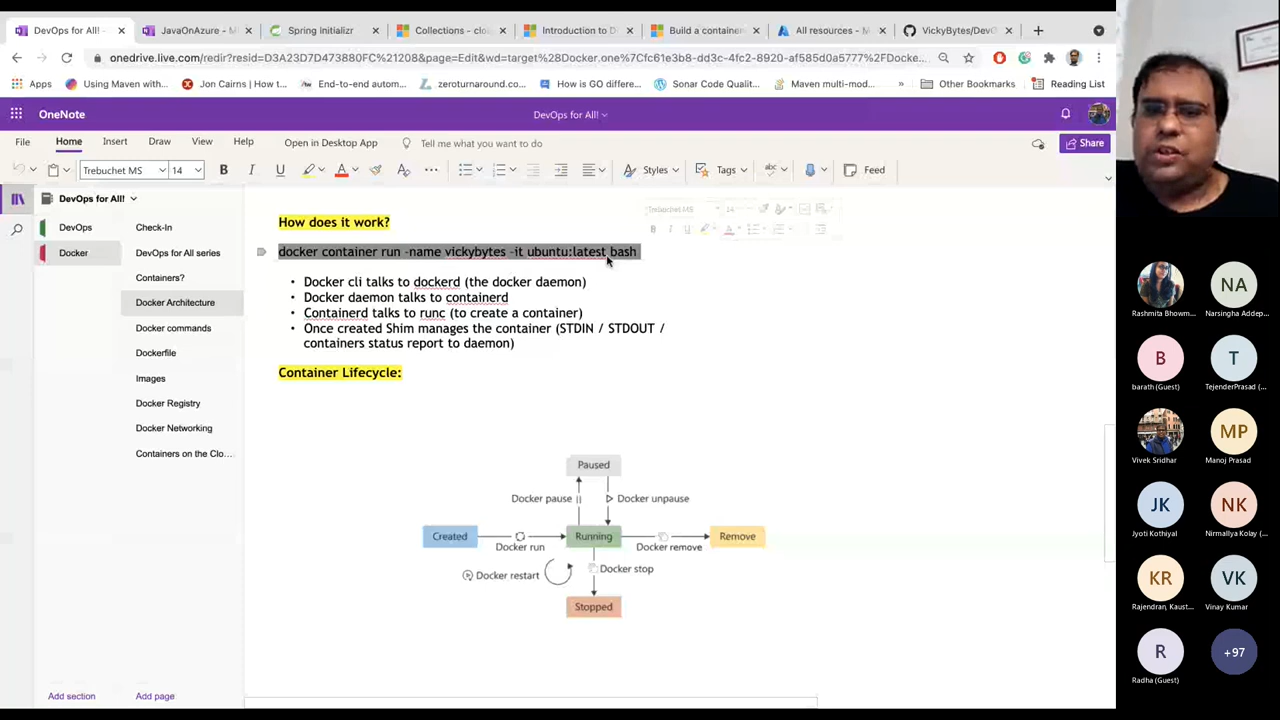 DevOps for All! - M
JavaOnAzure - M
Spring Initializr
Collections - clo
Introduction to D
Build a container
All resources - M
VickyBytes/DevO
onedrive.live.com/redir?resid=D3A23D7D473880FC%21208&page=Edit&wd=target%28Docker.one%7Cfc61e3b8-dd3c-4fc2-8920-af585d0a5757%2FDocke...
Apps
Using Maven with...
Jon Cairns | How t...
End-to-end autom...
zeroturnaround.c...
How is GO differe...
Sonar Code Quality
Maven multi-mod...
Other Bookmarks
Reading List
OneNote
DevOps for All!
File
Home
Insert
Draw
View
Help
Open in Desktop App
Tell me what you want to do
Share
Trebuchet MS
14
B
I
U
A
Styles
Tags
abc
Feed
DevOps for All!
DevOps
Docker
Check-In
DevOps for All series
Containers?
Docker Architecture
Docker commands
Dockerfile
Images
Docker Registry
Docker Networking
Containers on the Clo...
Add section
Add page
Trebuchet MS
14
How does it work?
docker container run -name vickybytes -it ubuntu:latest bash
• Docker cli talks to dockerd (the docker daemon)
• Docker daemon talks to containerd
• Containerd talks to runc (to create a container)
• Once created Shim manages the container (STDIN / STDOUT /
containers status report to daemon)
Container Lifecycle:
Paused
Docker pause
Docker unpause
Created
Running
Remove
Docker run
Docker remove
Docker restart
Docker stop
Stopped
Rashmita Bhowm...
NA
Narsingha Addep...
B
barath (Guest)
T
TejenderPrasad (...
Vivek Sridhar
MP
Manoj Prasad
JK
Jyoti Kothiyal
NK
Nirmallya Kolay (...
KR
Rajendran, Kaust...
VK
Vinay Kumar
R
Radha (Guest)
+97